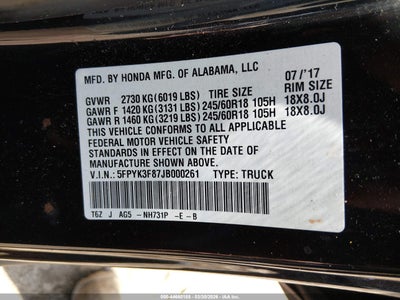 MFD. BY HONDA MFG. OF ALABAMA, LLC 07/'17
GVWR 2730 KG(6019 LBS) TIRE SIZE RIM SIZE
GAWR F 1420 KG(3131 LBS) 245/60R18 105H 18X8.0J
GAWR R 1460 KG(3219 LBS) 245/60R18 105H 18X8.0J
THIS VEHICLE CONFORMS TO ALL APPLICABLE
FEDERAL MOTOR VEHICLE SAFETY
STANDARDS IN EFFECT ON THE DATE OF
MANUFACTURE SHOWN ABOVE.
V.I.N.: 5FPYK3F87JB000261 TYPE: TRUCK
T6Z J AG5 -NH731P -E -B